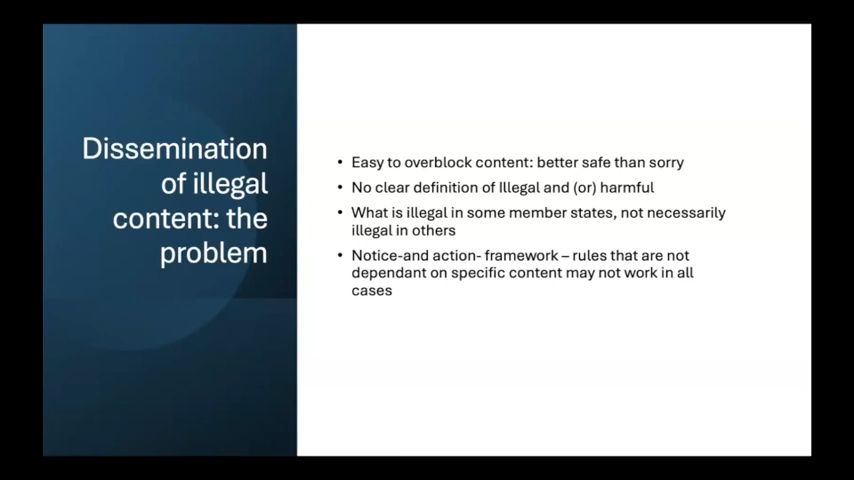 Dissemination
of illegal
content: the
problem
• Easy to overblock content: better safe than sorry
• No clear definition of Illegal and (or) harmful
• What is illegal in some member states, not necessarily
illegal in others
• Notice-and action- framework – rules that are not
dependant on specific content may not work in all
cases